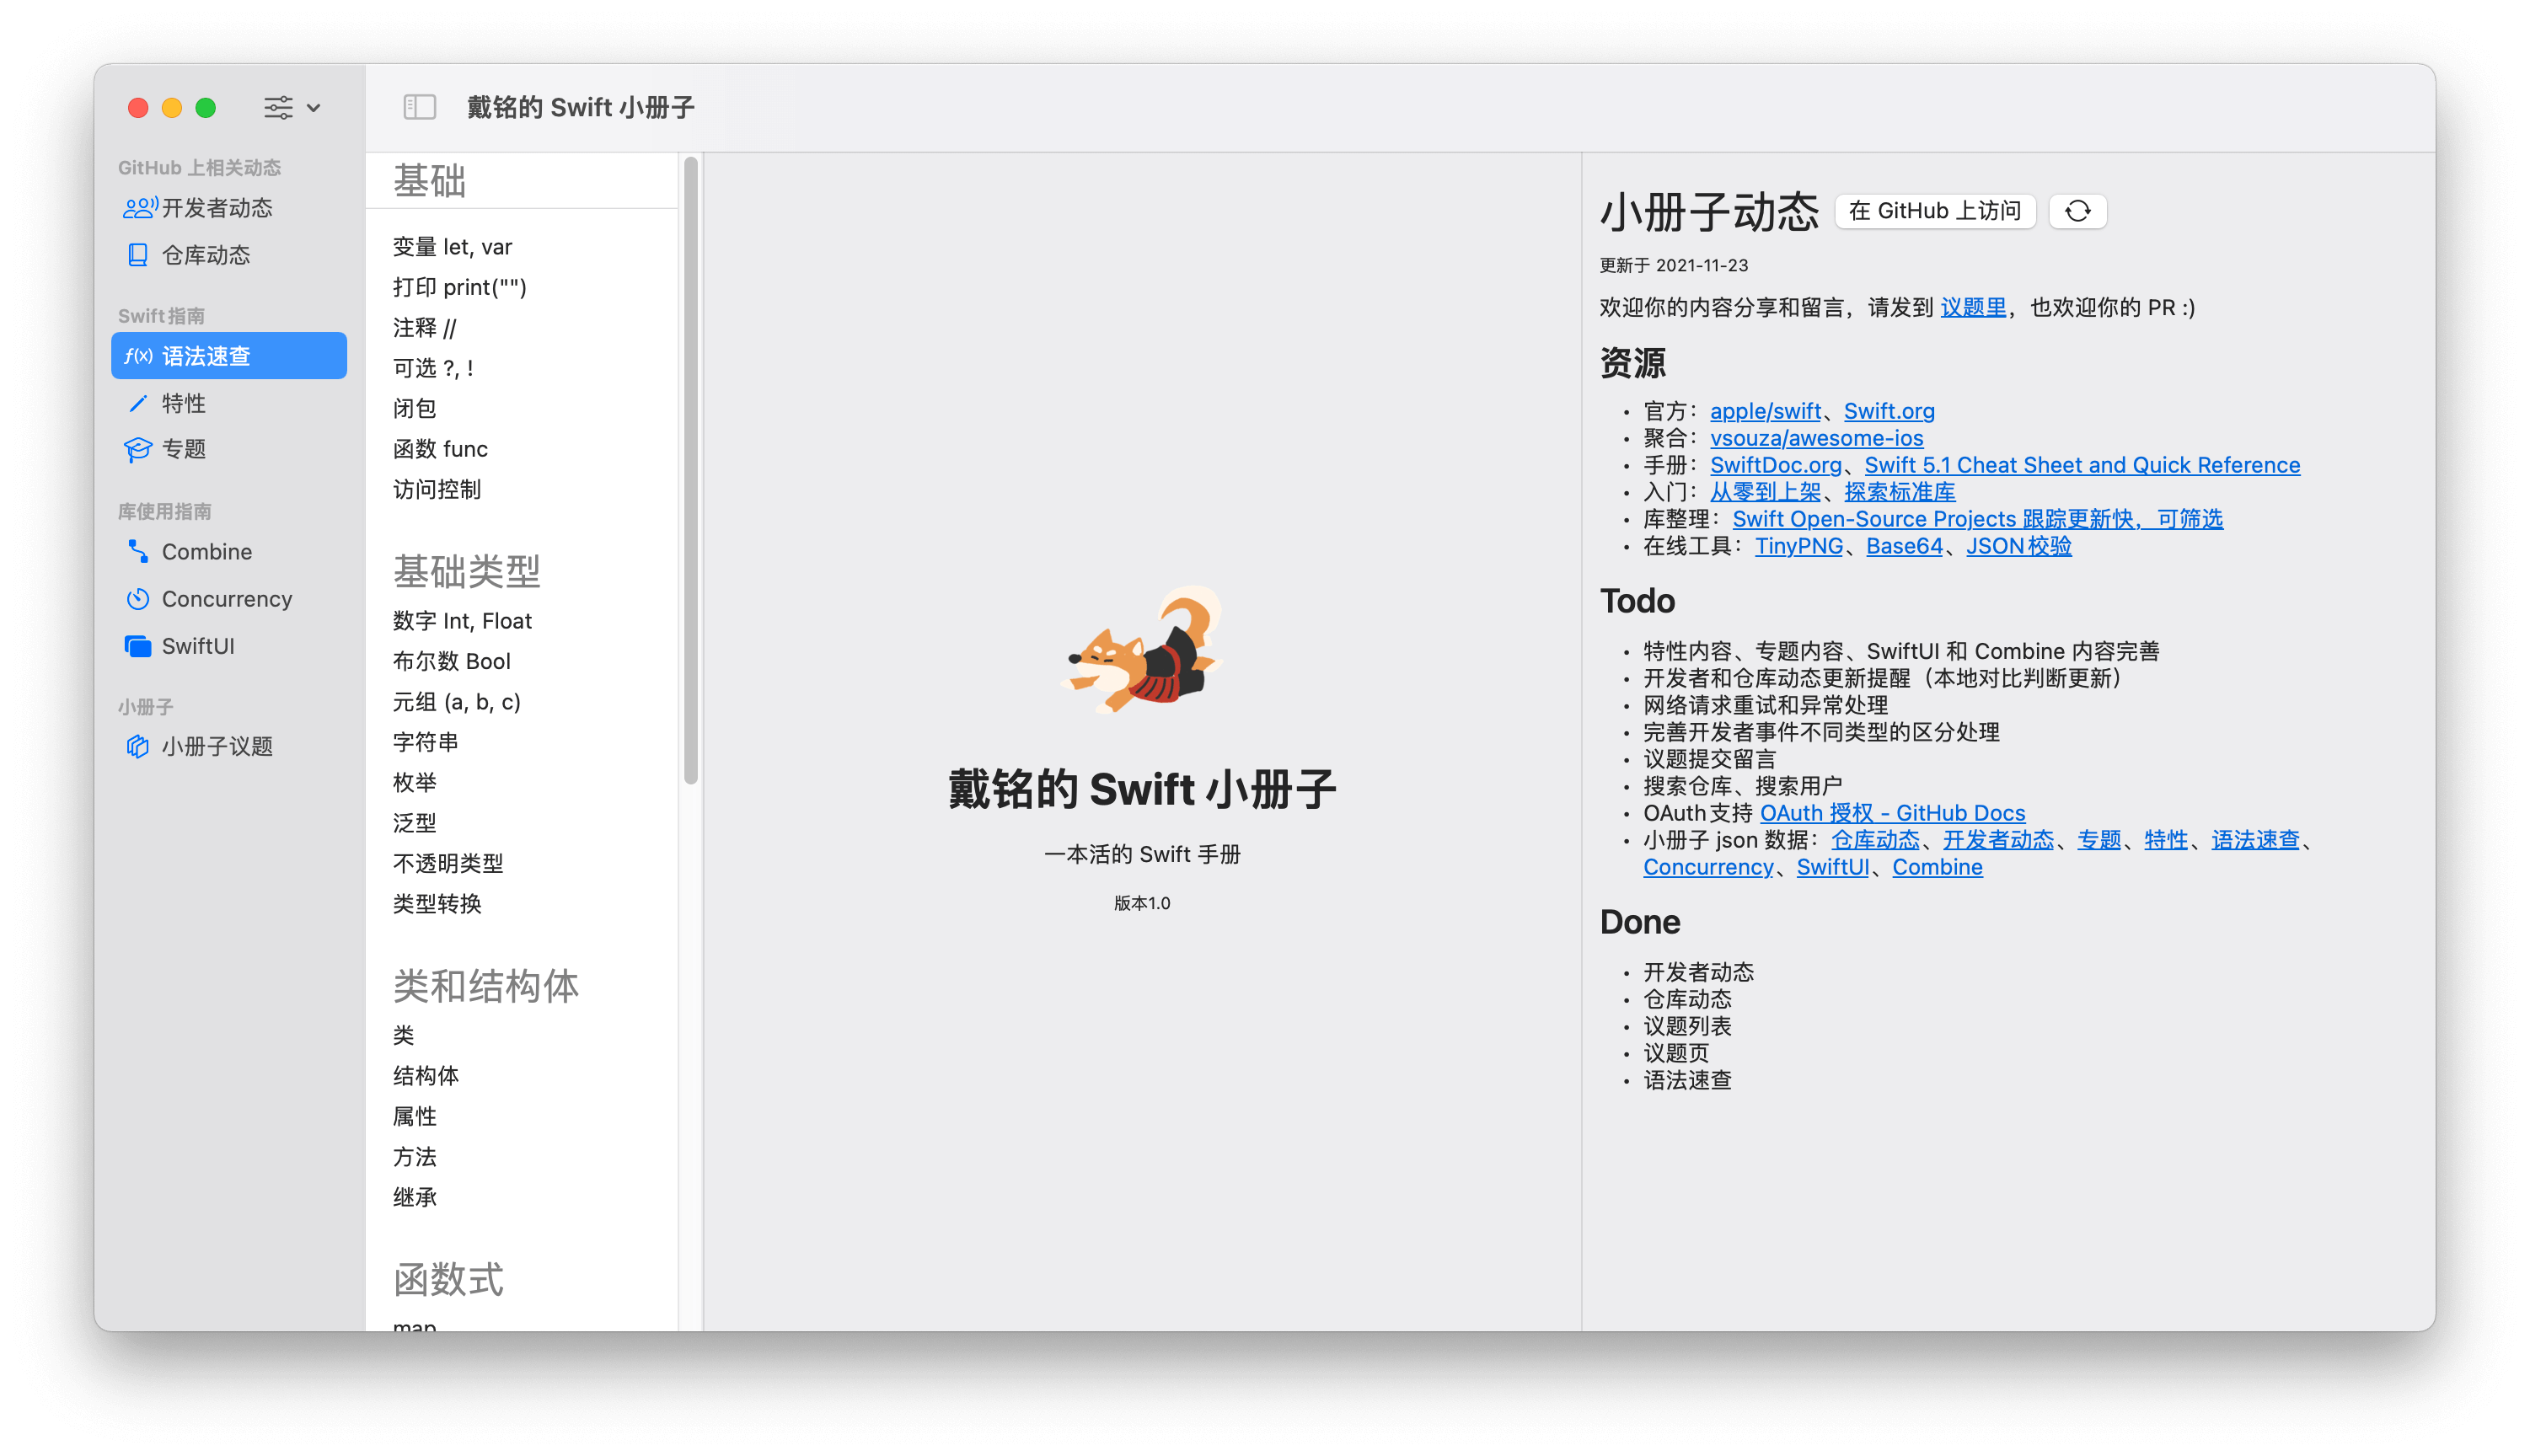 戴铭的 Swift 小册子
GitHub 上相关动态
开发者动态
仓库动态
Swift指南
f(x) 语法速查
特性
专题
库使用指南
Combine
Concurrency
SwiftUI
小册子
小册子议题
基础
变量 let, var
打印 print("")
注释 //
可选 ?, !
闭包
函数 func
访问控制
基础类型
数字 Int, Float
布尔数 Bool
元组 (a, b, c)
字符串
枚举
泛型
不透明类型
类型转换
类和结构体
类
结构体
属性
方法
继承
函数式
map
戴铭的 Swift 小册子
一本活的 Swift 手册
版本1.0
小册子动态 在 GitHub 上访问
更新于 2021-11-23
欢迎你的内容分享和留言，请发到 议题里，也欢迎你的 PR :)
资源
• 官方：apple/swift、Swift.org
• 聚合：vsouza/awesome-ios
• 手册：SwiftDoc.org、Swift 5.1 Cheat Sheet and Quick Reference
• 入门：从零到上架、探索标准库
• 库整理：Swift Open-Source Projects 跟踪更新快，可筛选
• 在线工具：TinyPNG、Base64、JSON校验
Todo
• 特性内容、专题内容、SwiftUI 和 Combine 内容完善
• 开发者和仓库动态更新提醒（本地对比判断更新）
• 网络请求重试和异常处理
• 完善开发者事件不同类型的区分处理
• 议题提交留言
• 搜索仓库、搜索用户
• OAuth支持 OAuth 授权 - GitHub Docs
• 小册子 json 数据：仓库动态、开发者动态、专题、特性、语法速查、
Concurrency、SwiftUI、Combine
Done
• 开发者动态
• 仓库动态
• 议题列表
• 议题页
• 语法速查